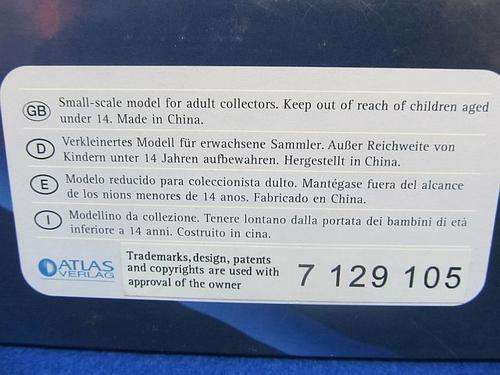 GB Small-scale model for adult collectors. Keep out of reach of children aged
under 14. Made in China.
D Verkleinertes Modell für erwachsene Sammler. Außer Reichweite von
Kindern unter 14 Jahren aufbewahren. Hergestellt in China.
E Modelo reducido para coleccionista dulto. Mantégase fuera del alcance
de los nions menores de 14 anos. Fabricado en China.
I Modellino da collezione. Tenere lontano dalla portata dei bambini di età
inferiore a 14 anni. Costruito in cina.
ATLAS
VERLAG
Trademarks, design, patents
and copyrights are used with
approval of the owner
7 129 105